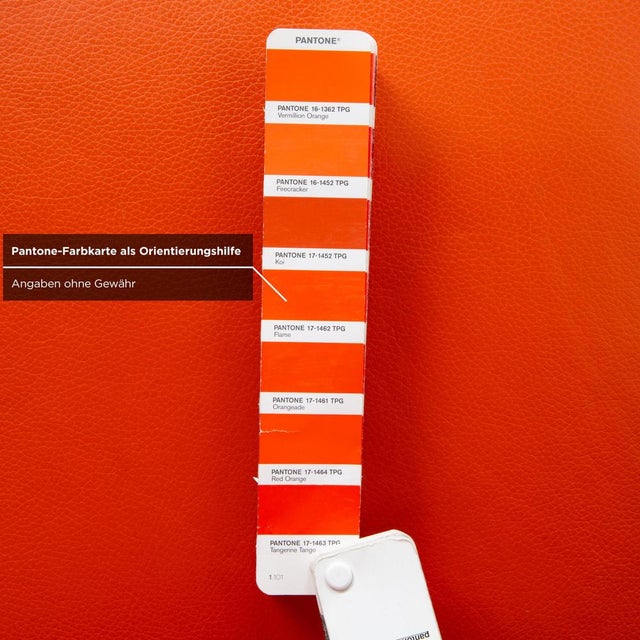 PANTONE®
PANTONE 16-1362 TPG
Vermillion Orange
PANTONE 16-1452 TPG
Firecracker
PANTONE 17-1452 TPG
Koi
Pantone-Farbkarte als Orientierungshilfe
Angaben ohne Gewähr
PANTONE 17-1462 TPG
Flame
PANTONE 17-1461 TPG
Orangeade
PANTONE 17-1464 TPG
Red Orange
PANTONE 17-1463 TPG
Tangerine Tango
1.101